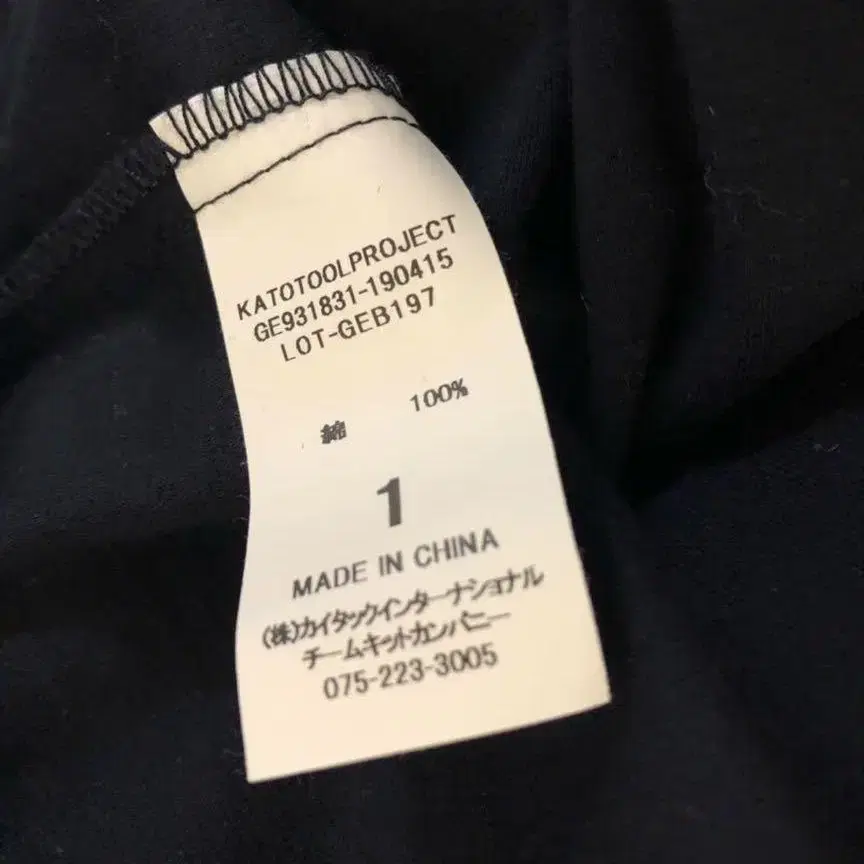 KATOTOOLPROJECT
GE931831-190415
LOT-GEB197
綿 100%
1
MADE IN CHINA
(株)カイタックインターナショナル
チームキットカンパニー
075-223-3005